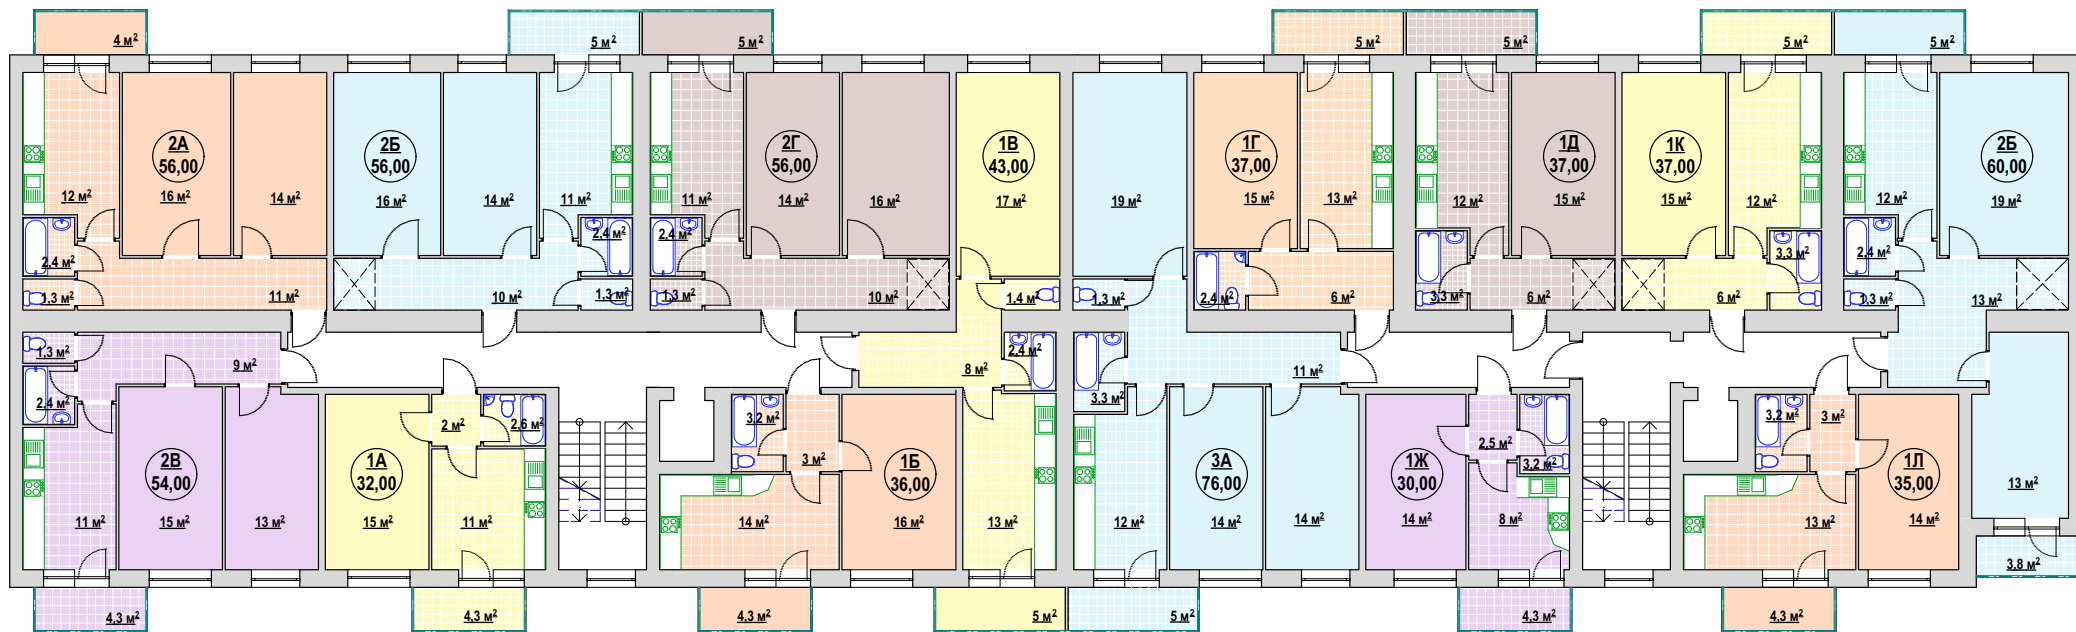 4 м²
5 м²
5 м²
5 м²
5 м²
5 м²
5 м²
2А
56,00
2Б
56,00
2Г
56,00
1В
43,00
1Г
37,00
1Д
37,00
1К
37,00
2Б
60,00
12 м²
16 м²
14 м²
16 м²
14 м²
11 м²
11 м²
14 м²
16 м²
17 м²
19 м²
15 м²
13 м²
12 м²
15 м²
15 м²
12 м²
12 м²
19 м²
2,4 м²
2,4 м²
2,4 м²
3,3 м²
2,4 м²
1,3 м²
11 м²
10 м²
1,3 м²
1,3 м²
10 м²
1,4 м²
1,3 м²
2,4 м²
6 м²
3,3 м²
6 м²
6 м²
1,3 м²
13 м²
1,3 м²
9 м²
8 м²
2,4 м²
11 м²
2,4 м²
3,3 м²
2 м²
2,6 м²
3,2 м²
3 м²
2,5 м²
3,2 м²
3,2 м²
3 м²
2В
54,00
1А
32,00
1Б
36,00
3А
76,00
1Ж
30,00
1Л
35,00
13 м²
11 м²
15 м²
13 м²
15 м²
11 м²
14 м²
16 м²
13 м²
12 м²
14 м²
14 м²
14 м²
8 м²
13 м²
14 м²
3,8 м²
4,3 м²
4,3 м²
4,3 м²
5 м²
5 м²
4,3 м²
4,3 м²